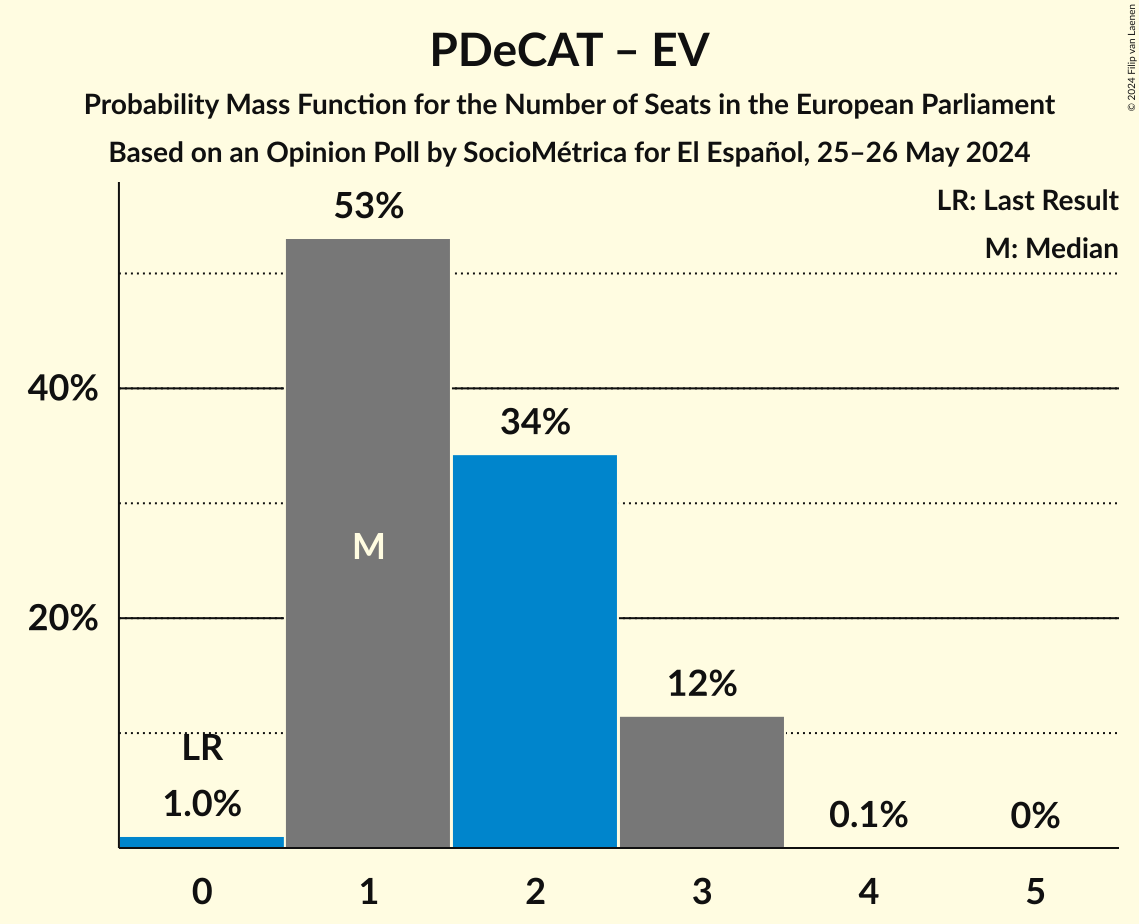 PDeCAT – EV
Probability Mass Function for the Number of Seats in the European Parliament
Based on an Opinion Poll by SocioMétrica for El Español, 25–26 May 2024
© 2024 Filip van Laenen
LR: Last Result
M: Median
53%
40%
34%
M
20%
12%
LR
1.0%
0.1%
0%
0 1 2 3 4 5